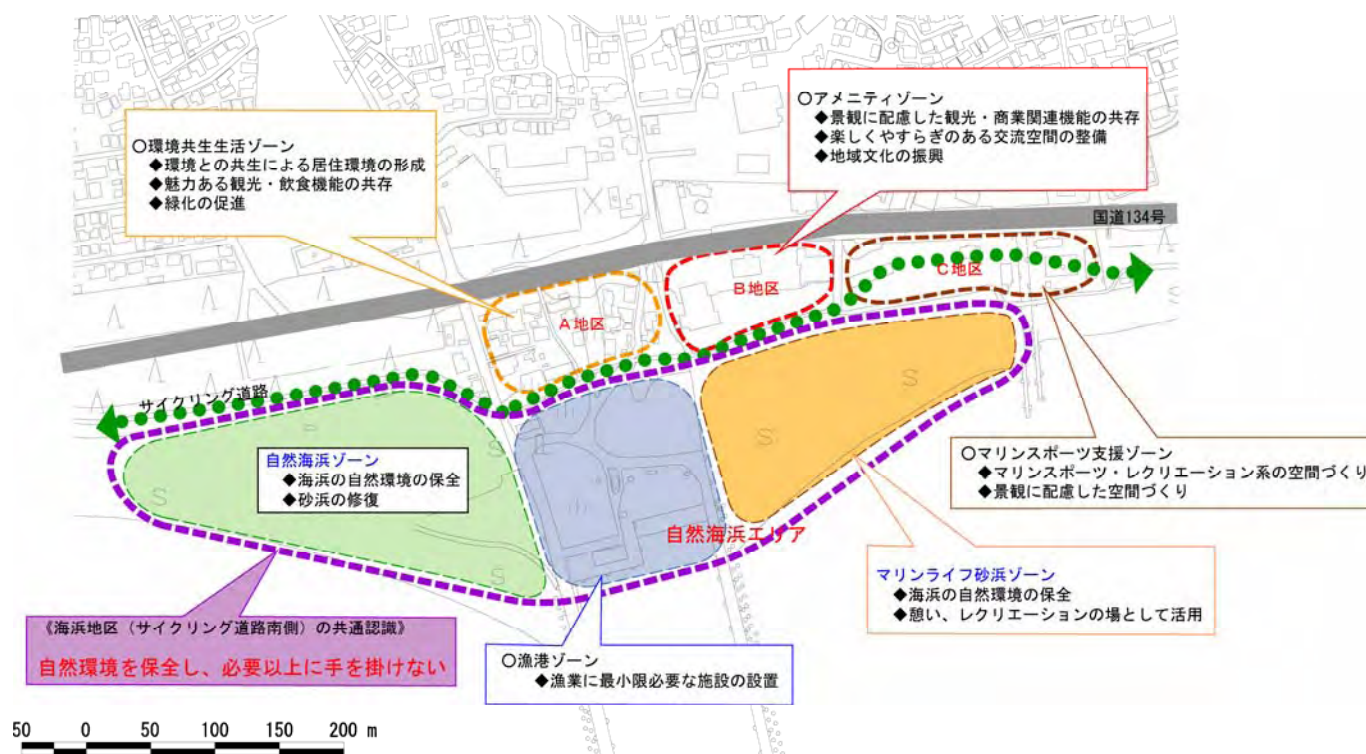 ○アメニティゾーン
◆景観に配慮した観光・商業関連機能の共存
◆楽しくやすらぎのある交流空間の整備
◆地域文化の振興
○環境共生生活ゾーン
◆環境との共生による居住環境の形成
◆魅力ある観光・飲食機能の共存
◆緑化の促進
国道134号
C地区
B地区
A地区
サイクリング道路
自然海浜ゾーン
◆海浜の自然環境の保全
◆砂浜の修復
○マリンスポーツ支援ゾーン
◆マリンスポーツ・レクリエーション系の空間づくり
◆景観に配慮した空間づくり
自然海浜エリア
マリンライフ砂浜ゾーン
◆海浜の自然環境の保全
◆憩い、レクリエーションの場として活用
《海浜地区（サイクリング道路南側）の共通認識》
自然環境を保全し、必要以上に手を掛けない
○漁港ゾーン
◆漁業に最小限必要な施設の設置
50 0 50 100 150 200 m